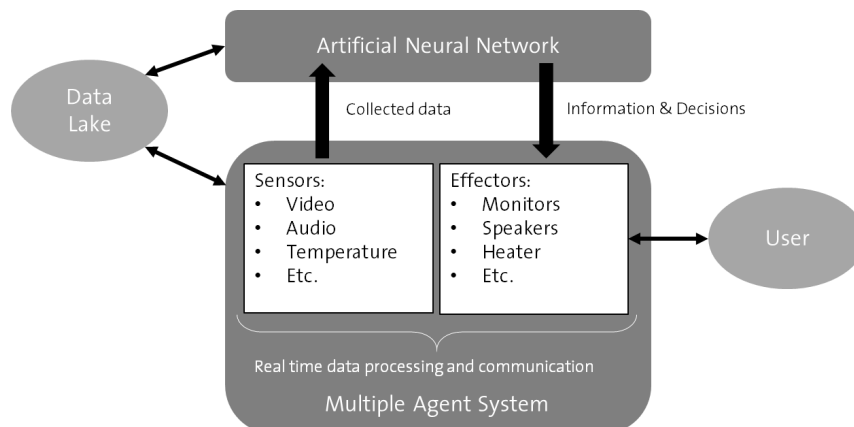 Artificial Neural Network
Data
Lake
Collected data
Information & Decisions
Sensors:
• Video
• Audio
• Temperature
• Etc.
Effectors:
• Monitors
• Speakers
• Heater
• Etc.
User
Real time data processing and communication
Multiple Agent System